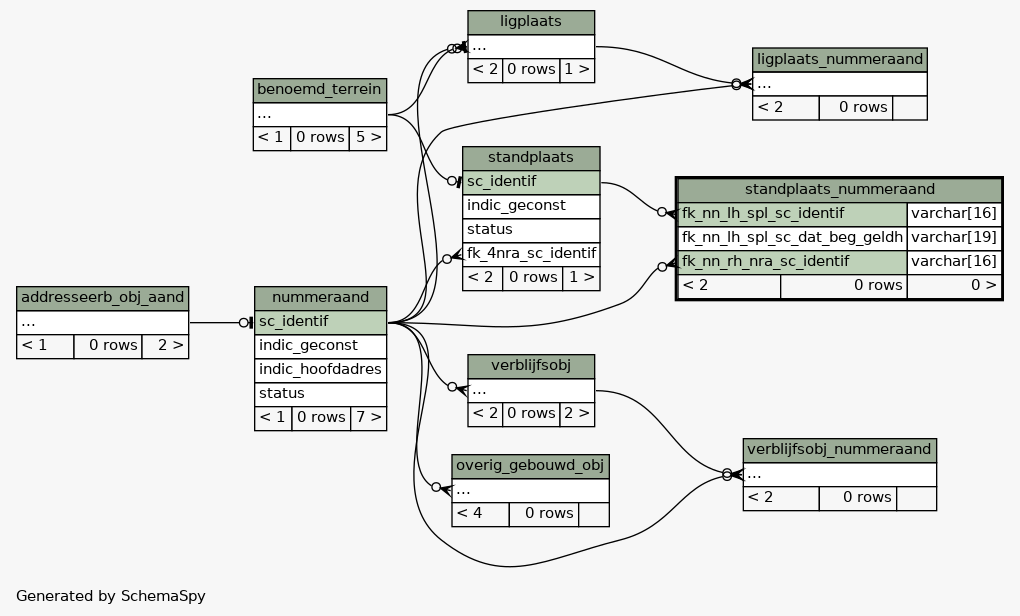 ligplaats
...
< 2 0 rows 1 >
ligplaats_nummeraand
...
< 2 0 rows
benoemd_terrein
...
< 1 0 rows 5 >
standplaats
sc_identif
indic_geconst
status
fk_4nra_sc_identif
< 2 0 rows 1 >
standplaats_nummeraand
fk_nn_lh_spl_sc_identif varchar[16]
fk_nn_lh_spl_sc_dat_beg_geldh varchar[19]
fk_nn_rh_nra_sc_identif varchar[16]
< 2 0 rows 0 >
addresseerb_obj_aand
...
< 1 0 rows 2 >
nummeraand
sc_identif
indic_geconst
indic_hoofdadres
status
< 1 0 rows 7 >
verblijfsobj
...
< 2 0 rows 2 >
overig_gebouwd_obj
...
< 4 0 rows
verblijfsobj_nummeraand
...
< 2 0 rows
Generated by SchemaSpy